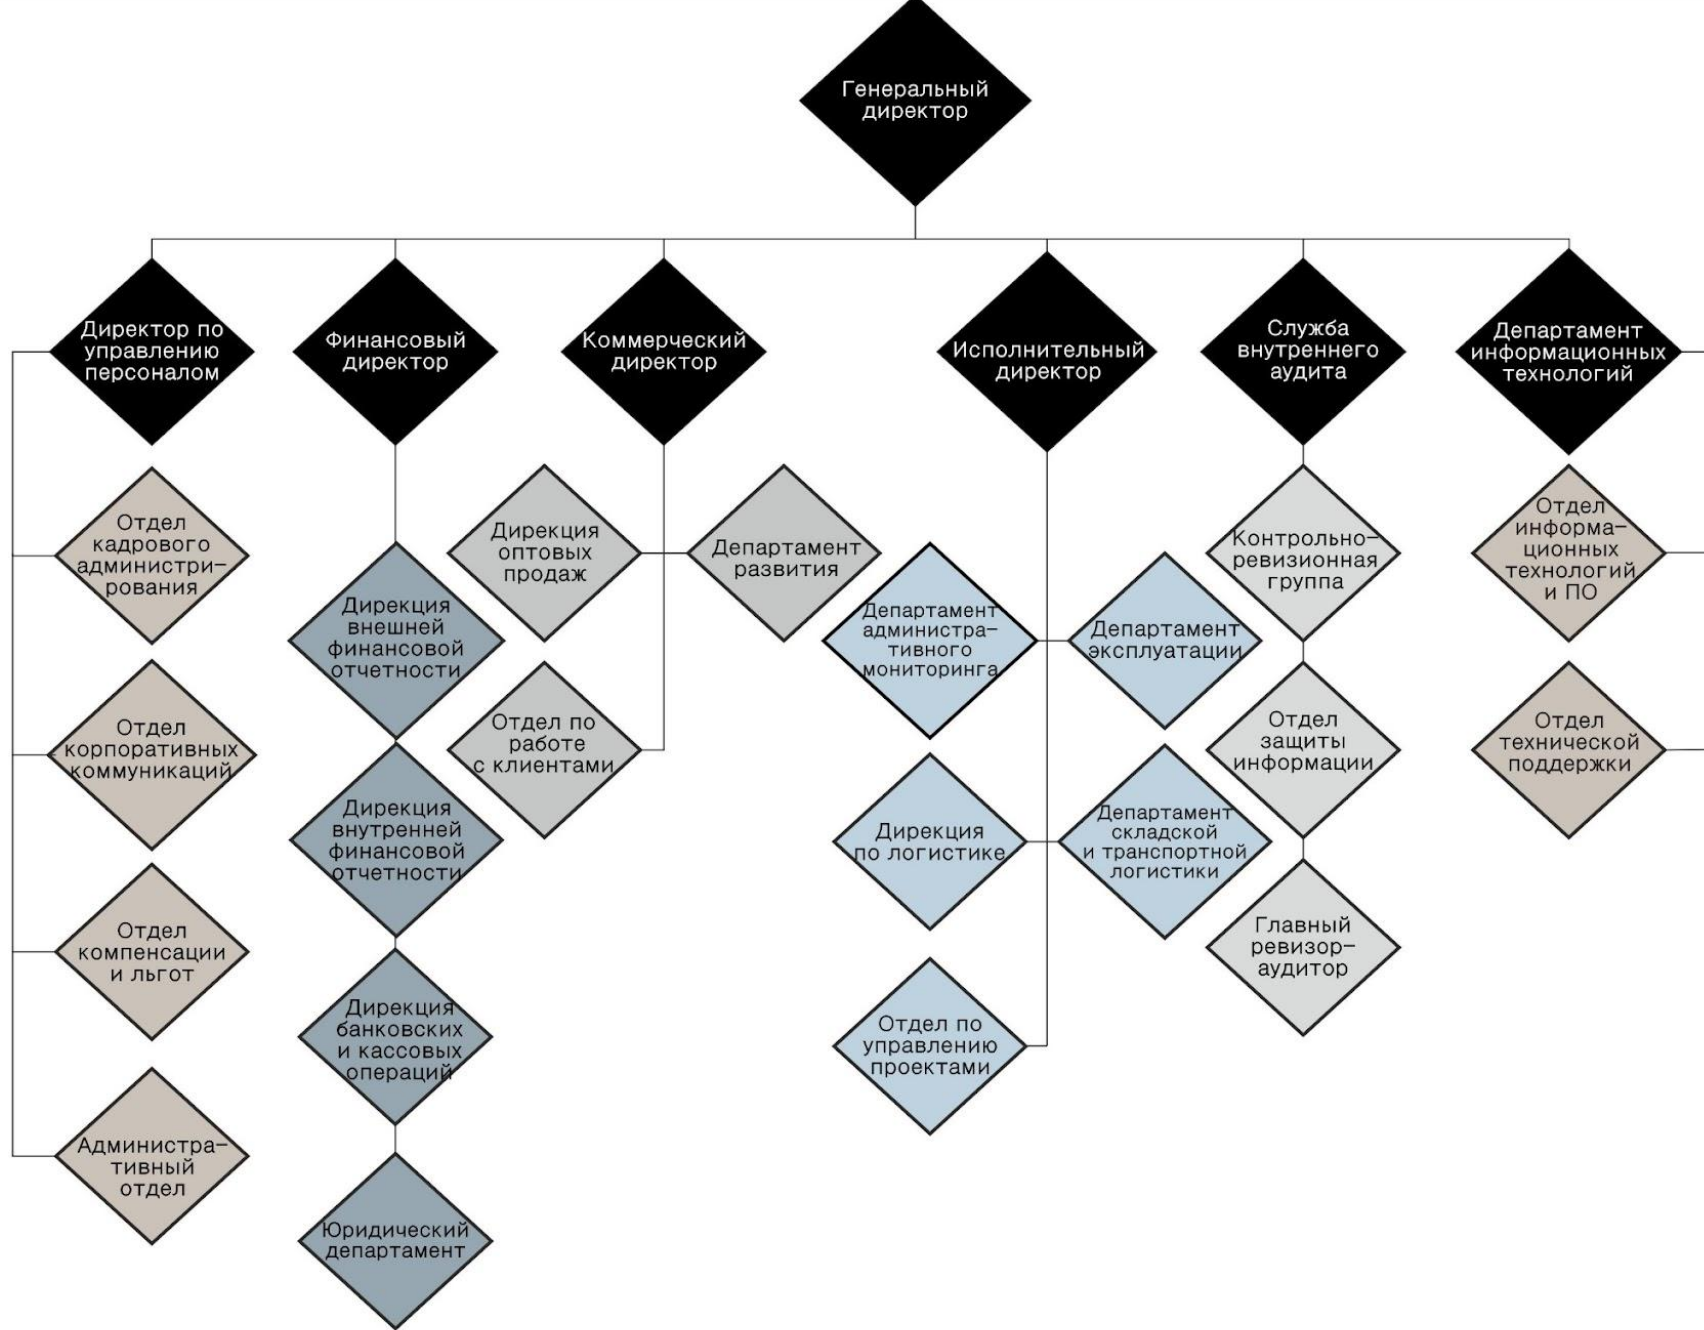 Генеральный
директор
Директор по
управлению
персоналом
Финансовый
директор
Коммерческий
директор
Исполнительный
директор
Служба
внутреннего
аудита
Департамент
информационных
технологий
Отдел
кадрового
администри-
рования
Отдел
корпоративных
коммуникаций
Отдел
компенсации
и льгот
Администра-
тивный
отдел
Дирекция
внешней
финансовой
отчетности
Дирекция
внутренней
финансовой
отчетности
Дирекция
банковских
и кассовых
операций
Юридический
департамент
Дирекция
оптовых
продаж
Департамент
развития
Отдел по
работе
с клиентами
Департамент
администра-
тивного
мониторинга
Департамент
эксплуатации
Дирекция
по логистике
Департамент
складской
и транспортной
логистики
Отдел по
управлению
проектами
Контрольно-
ревизионная
группа
Отдел
защиты
информации
Главный
ревизор-
аудитор
Отдел
информа-
ционных
технологий
и ПО
Отдел
технической
поддержки